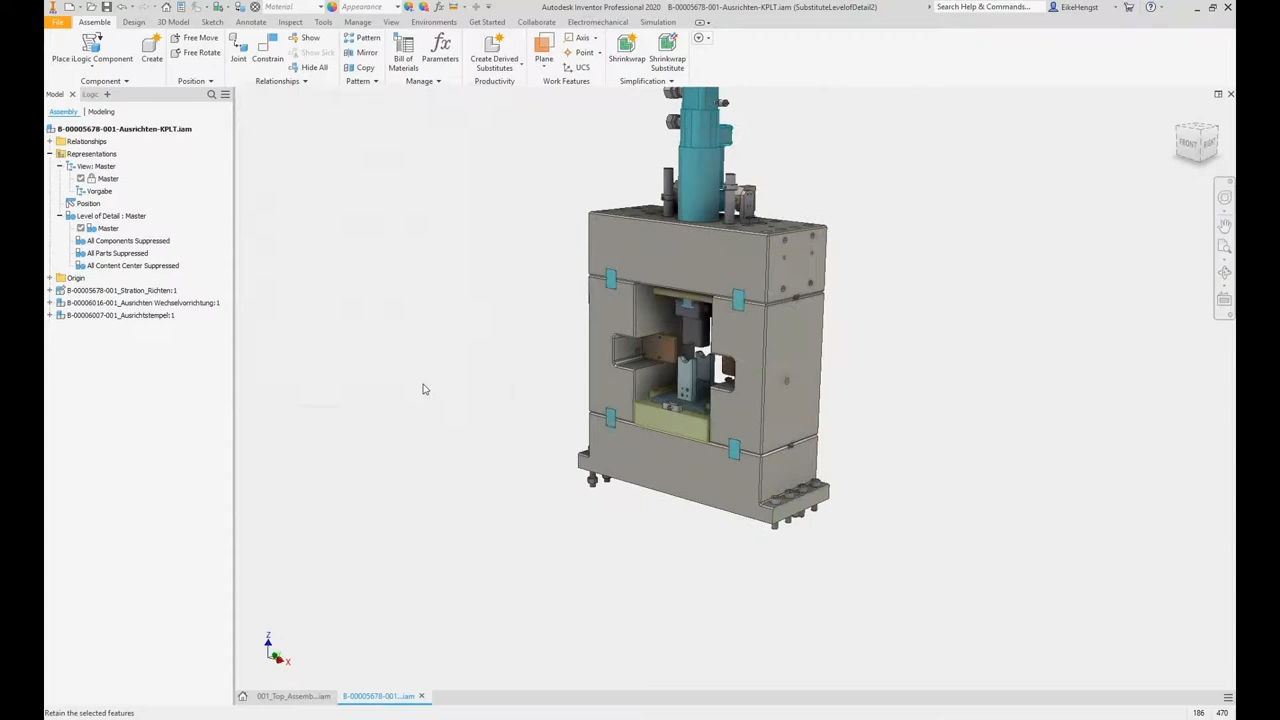 Material
Appearance
Autodesk Inventor Professional 2020
B-00005678-001-Ausrichten-KPLT.iam (SubstituteLevelofDetail2)
Search Help & Commands...
EikeHengst
File
Assemble
Design
3D Model
Sketch
Annotate
Inspect
Tools
Manage
View
Environments
Get Started
Collaborate
Electromechanical
Simulation
Place iLogic Component
Create
Free Move
Free Rotate
Joint
Constrain
Show
Show Sick
Hide All
Pattern
Mirror
Copy
Bill of
Materials
Parameters
Create Derived
Substitutes
Plane
Axis
Point
UCS
Shrinkwrap
Shrinkwrap
Substitute
Component
Position
Relationships
Pattern
Manage
Productivity
Work Features
Simplification
Model
Logic
Assembly
Modeling
B-00005678-001-Ausrichten-KPLT.iam
Relationships
Representations
View: Master
Master
Vorgabe
Position
Level of Detail : Master
Master
All Components Suppressed
All Parts Suppressed
All Content Center Suppressed
Origin
B-00005678-001_Stration_Richten:1
B-00006016-001_Ausrichten Wechselvorrichtung:1
B-00006007-001_Ausrichtstempel:1
FRONT
RIGHT
Z
X
001_Top_Assemb...iam
B-00005678-001...iam
Retain the selected features
186
470